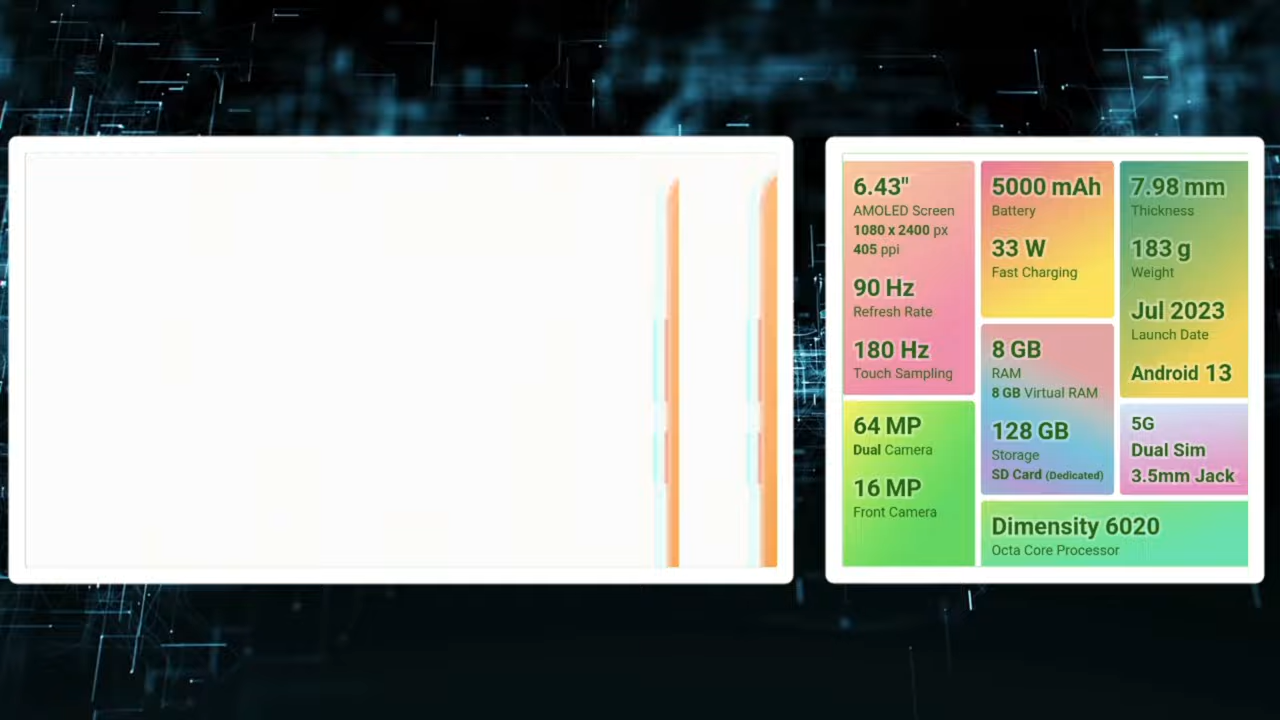 6.43"
AMOLED Screen
1080 x 2400 px
405 ppi
90 Hz
Refresh Rate
180 Hz
Touch Sampling
64 MP
Dual Camera
16 MP
Front Camera
5000 mAh
Battery
33 W
Fast Charging
8 GB
RAM
8 GB Virtual RAM
128 GB
Storage
SD Card (Dedicated)
7.98 mm
Thickness
183 g
Weight
Jul 2023
Launch Date
Android 13
5G
Dual Sim
3.5mm Jack
Dimensity 6020
Octa Core Processor